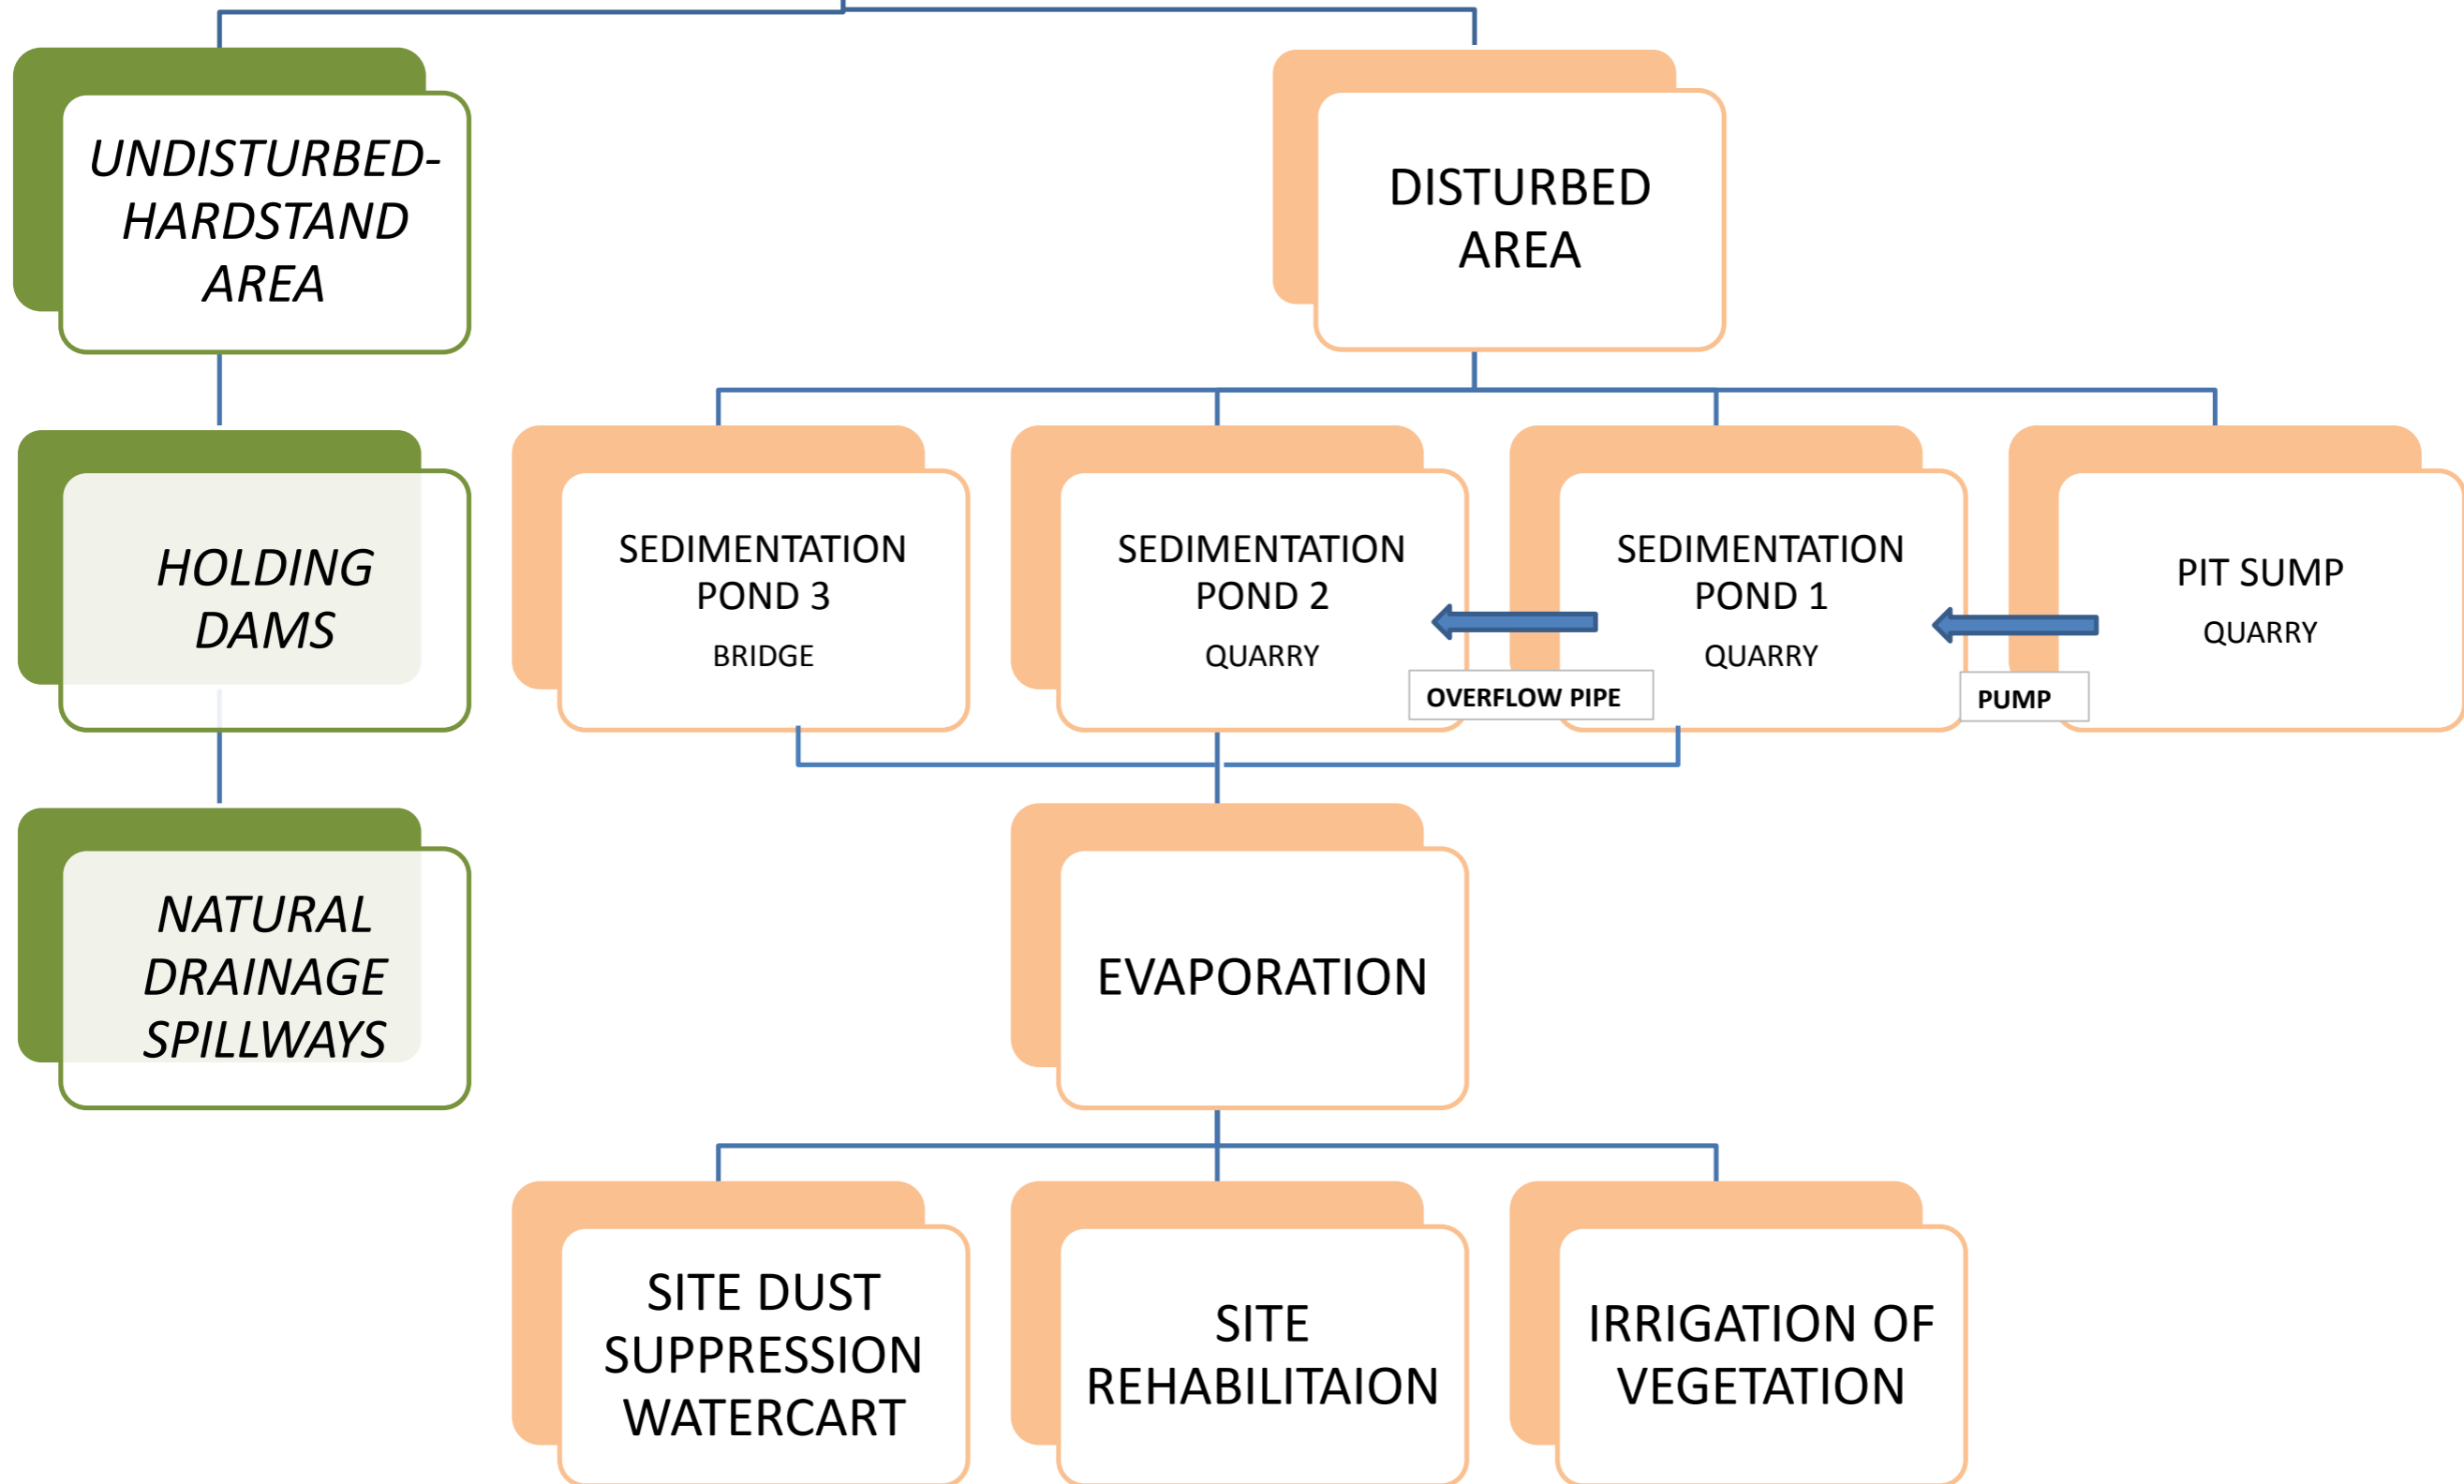 UNDISTURBED-
HARDSTAND
AREA
DISTURBED
AREA
HOLDING
DAMS
SEDIMENTATION
POND 3
BRIDGE
SEDIMENTATION
POND 2
QUARRY
OVERFLOW PIPE
SEDIMENTATION
POND 1
QUARRY
PUMP
PIT SUMP
QUARRY
NATURAL
DRAINAGE
SPILLWAYS
EVAPORATION
SITE DUST
SUPPRESSION
WATERCART
SITE
REHABILITAION
IRRIGATION OF
VEGETATION